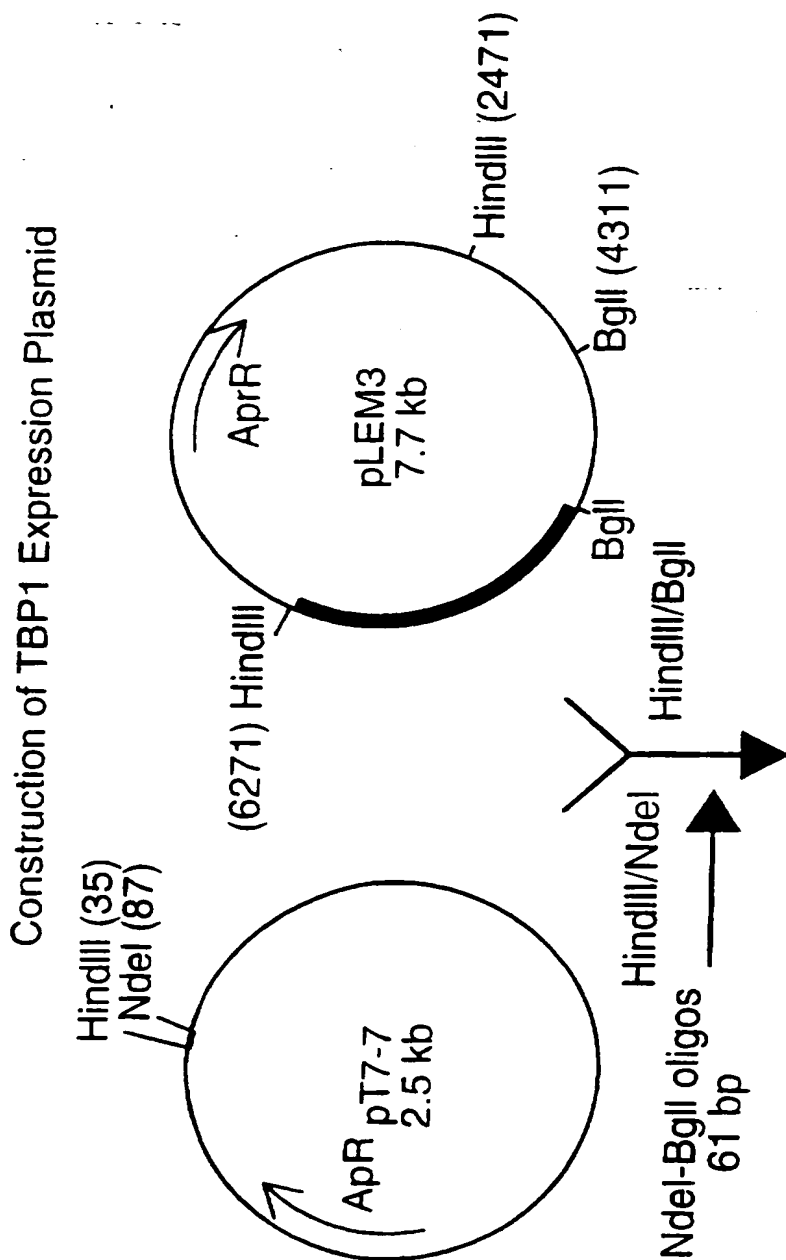 Construction of TBP1 Expression Plasmid
HindIII (35)
NdeI (87)
ApR
pT7-7
2.5 kb
(6271) HindIII
AprR
pLEM3
7.7 kb
HindIII (2471)
BglI (4311)
BglI
HindIII/NdeI
HindIII/BglI
NdeI-BglI oligos
61 bp